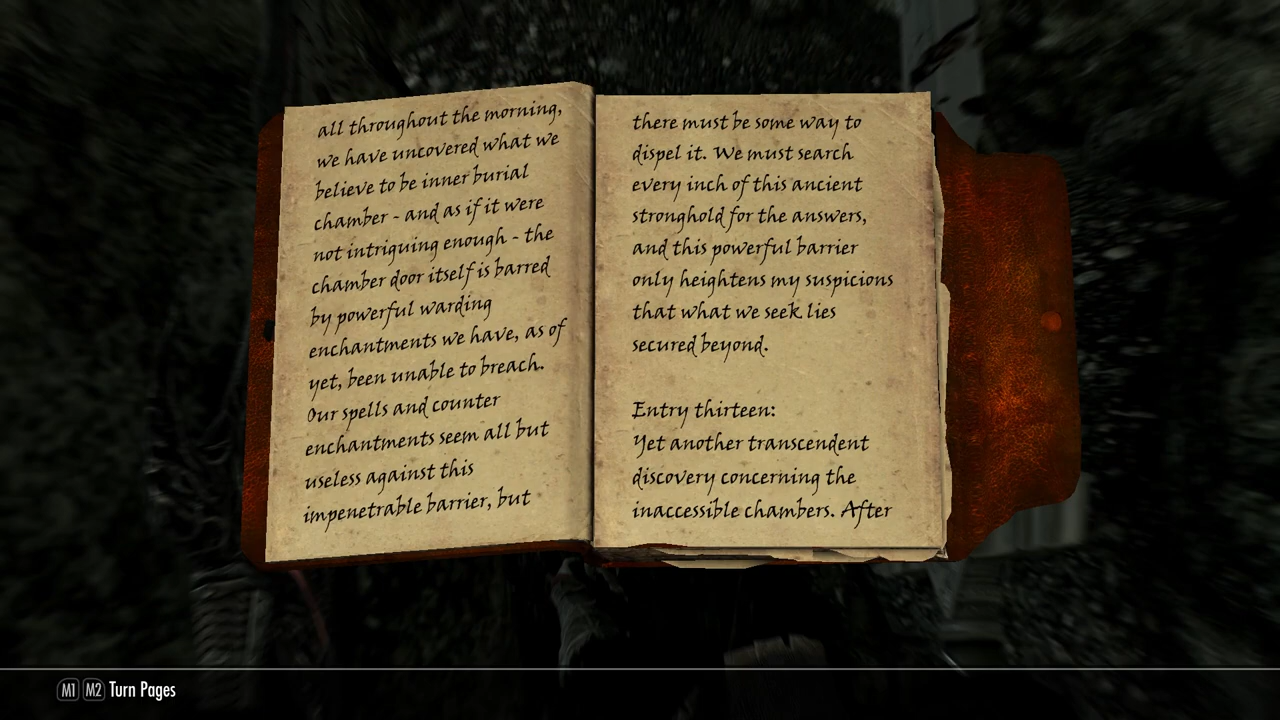 all throughout the morning,
we have uncovered what we
believe to be inner burial
chamber - and as if it were
not intriguing enough - the
chamber door itself is barred
by powerful warding
enchantments we have, as of
yet, been unable to breach.
Our spells and counter
enchantments seem all but
useless against this
impenetrable barrier, but
there must be some way to
dispel it. We must search
every inch of this ancient
stronghold for the answers,
and this powerful barrier
only heightens my suspicions
that what we seek lies
secured beyond.
Entry thirteen:
Yet another transcendent
discovery concerning the
inaccessible chambers. After
M1 M2 Turn Pages